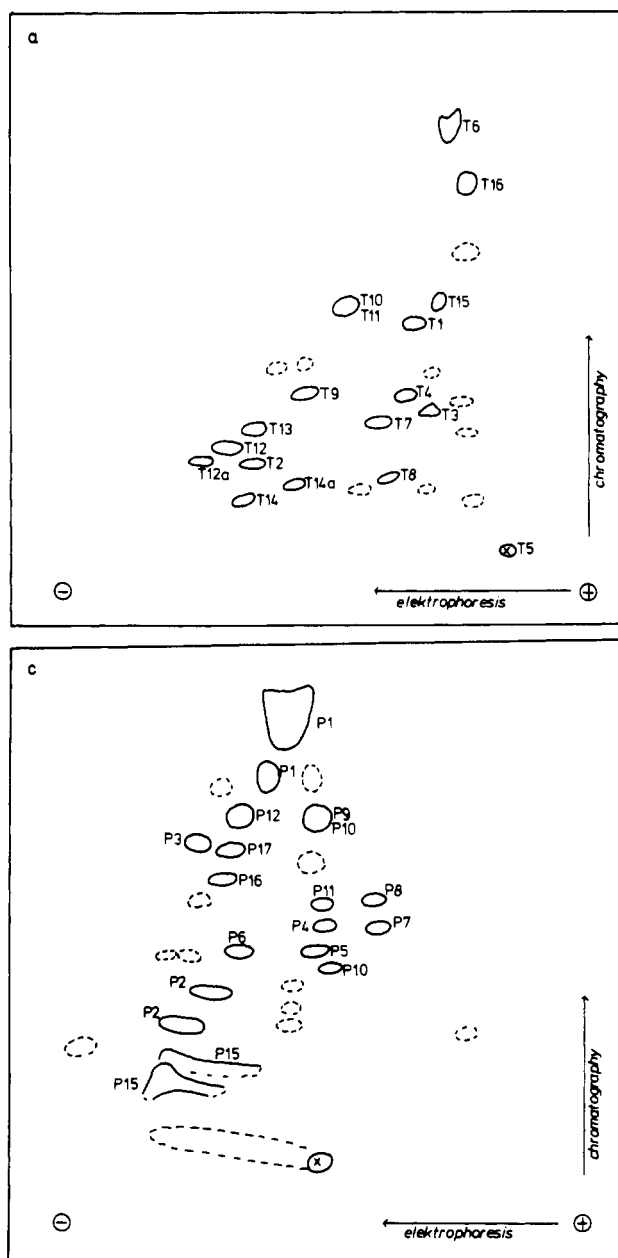 a
T6
T16
T10 T15
T11 T1
T9 T4
T3
T13 T7
T12
T12a T2
T14a T8
T14
x T5
chromatography
⊖ elektrophoresis ⊕
c
P1
P1
P12 P9
P10
P3 P17
P16
P11 P8
P4 P7
P6 P5
P10
P2
P2
P15
P15
x
chromatography
⊖ elektrophoresis ⊕